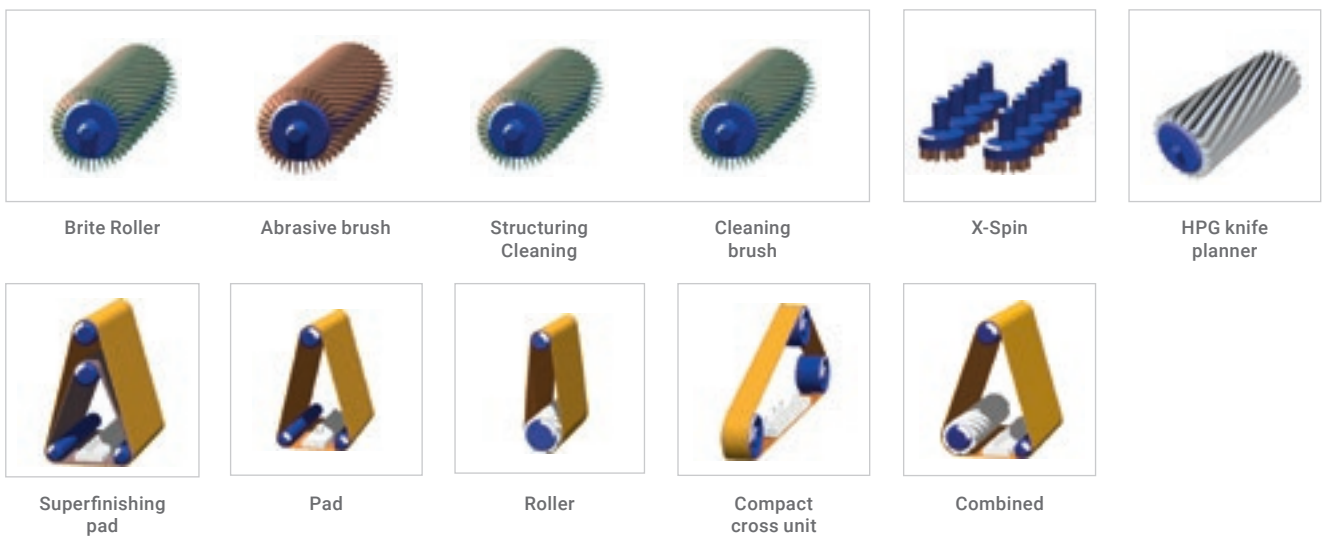 Brite Roller
Abrasive brush
Structuring
Cleaning
Cleaning
brush
X-Spin
HPG knife
planner
Superfinishing
pad
Pad
Roller
Compact
cross unit
Combined